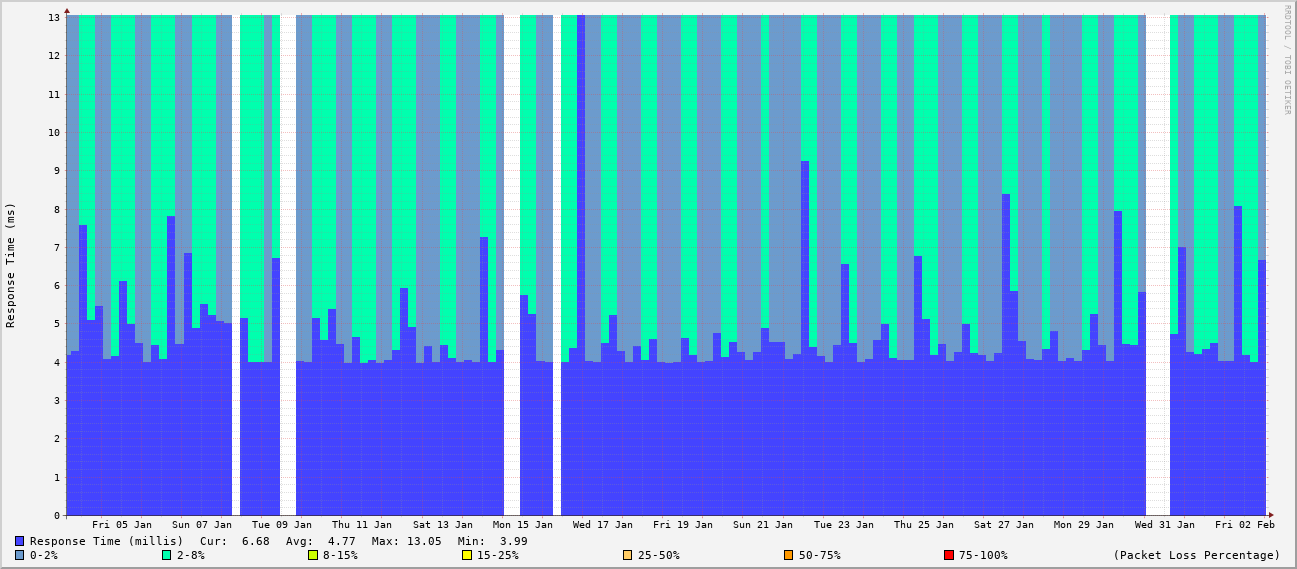 RRDTOOL / TOBI OETIKER
Response Time (ms)
13
12
11
10
9
8
7
6
5
4
3
2
1
0
Fri 05 Jan Sun 07 Jan Tue 09 Jan Thu 11 Jan Sat 13 Jan Mon 15 Jan Wed 17 Jan Fri 19 Jan Sun 21 Jan Tue 23 Jan Thu 25 Jan Sat 27 Jan Mon 29 Jan Wed 31 Jan Fri 02 Feb
Response Time (millis) Cur: 6.68 Avg: 4.77 Max: 13.05 Min: 3.99
0-2% 2-8% 8-15% 15-25% 25-50% 50-75% 75-100% (Packet Loss Percentage)